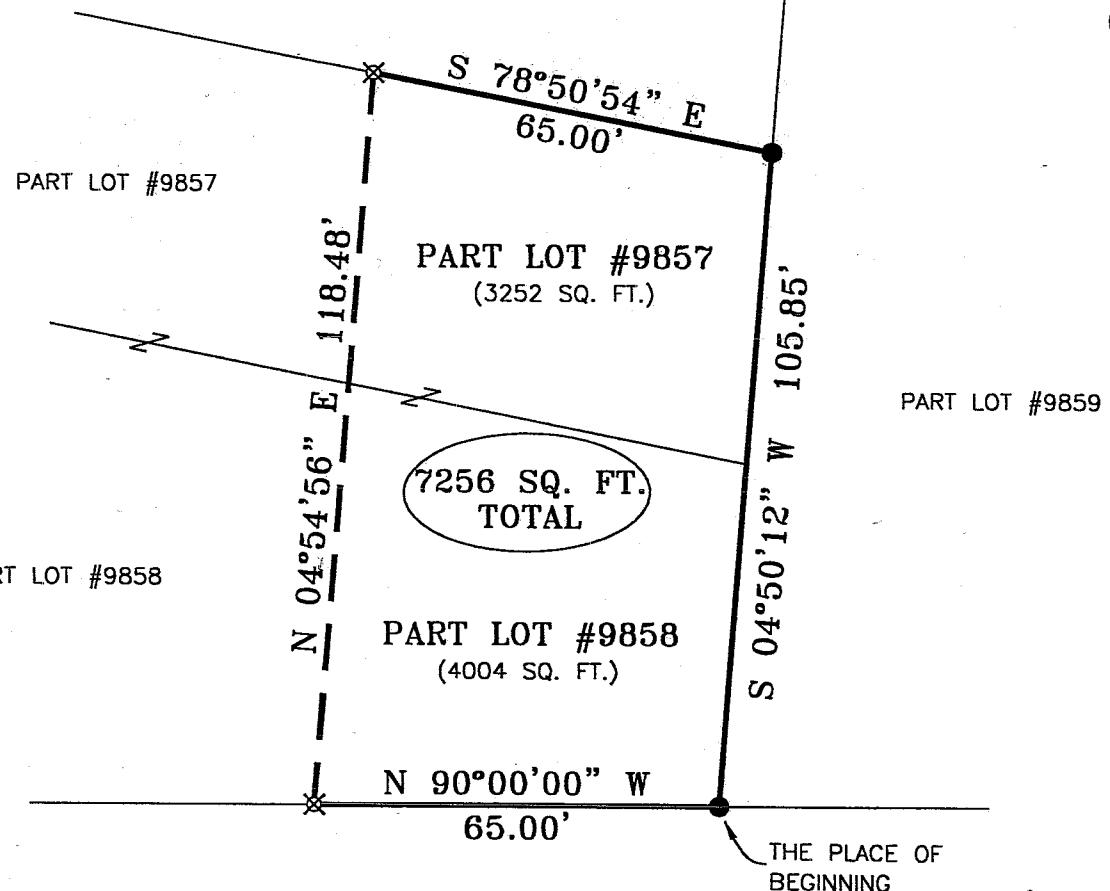 S 78°50'54" E
65.00'
PART LOT #9857
PART LOT #9857
(3252 SQ. FT.)
N 04°54'56" E 118.48'
S 04°50'12" W 105.85'
PART LOT #9859
7256 SQ. FT.
TOTAL
RT LOT #9858
PART LOT #9858
(4004 SQ. FT.)
N 90°00'00" W
65.00'
THE PLACE OF
BEGINNING